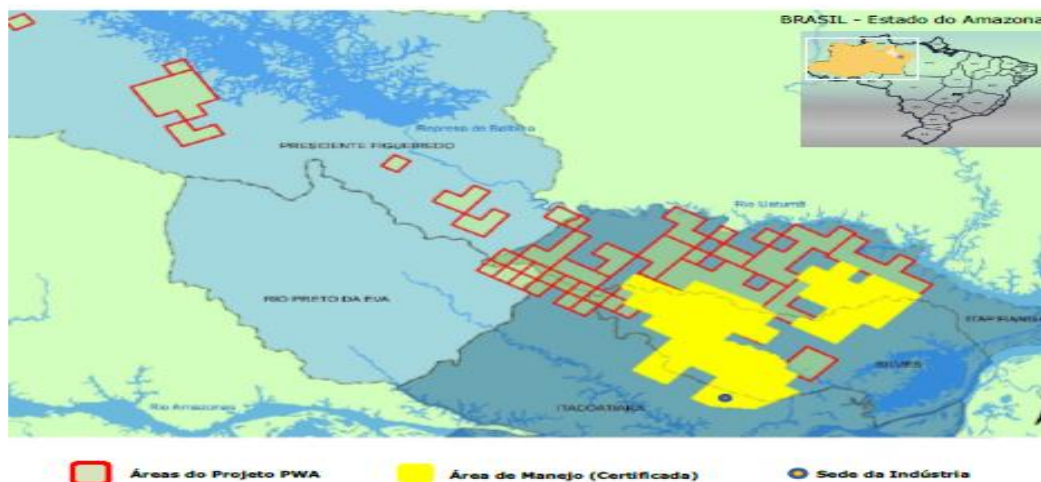 BRASIL - Estado do Amazona
Represa de Balbina
PRESIDENTE FIGUEIREDO
Rio Uatumã
RIO PRETO DA EVA
ITAPIRANGA
SILVES
Rio Amazonas
ITACOATIARA
Áreas do Projeto PWA
Área de Manejo (Certificada)
Sede da Indústria